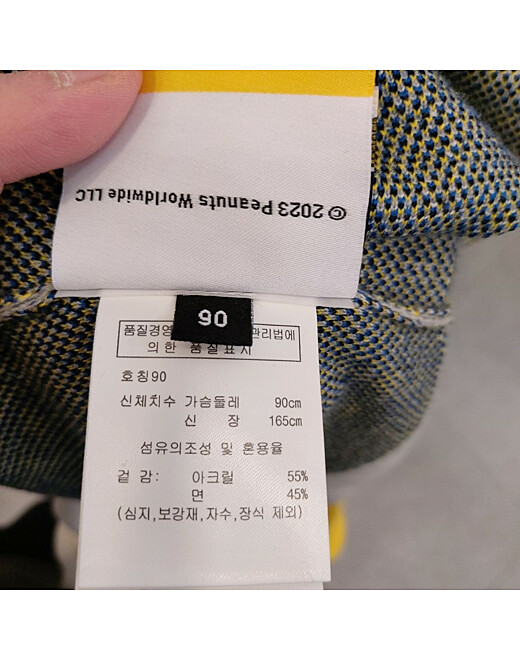 © 2023 Peanuts Worldwide LLC
90
품질경영 관리법에
의 한 품 질 표 시
호칭90
신체치수 가슴둘레 90cm
신 장 165cm
섬유의조성 및 혼용율
겉 감: 아크릴 55%
면 45%
(심지,보강재,자수,장식 제외)